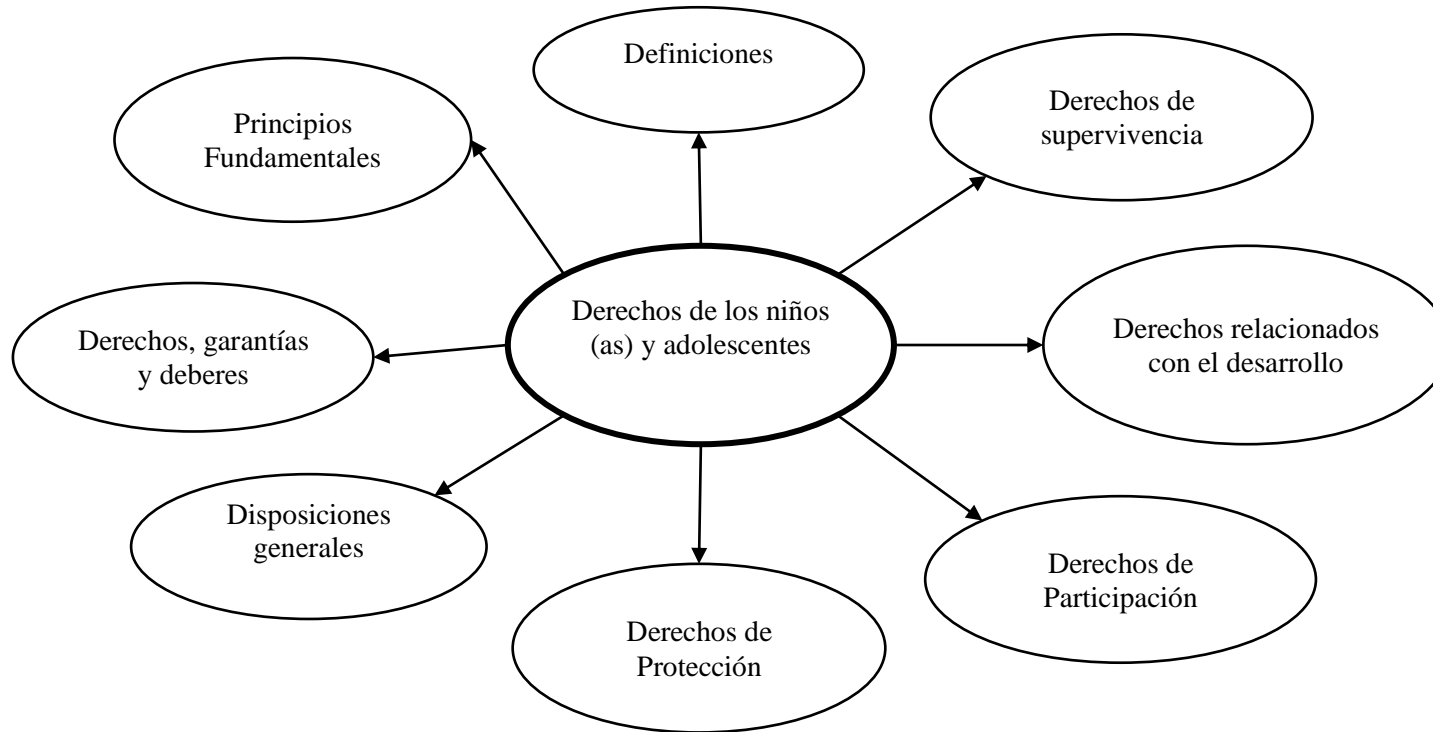 Definiciones
Derechos de
supervivencia
Principios
Fundamentales
Derechos de los niños
(as) y adolescentes
Derechos relacionados
con el desarrollo
Derechos, garantías
y deberes
Disposiciones
generales
Derechos de
Participación
Derechos de
Protección